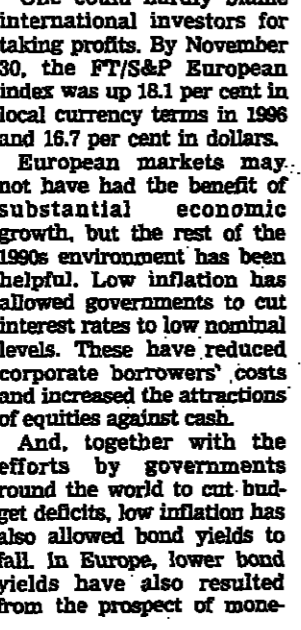 One could hardly blame
international investors for
taking profits. By November
30, the FT/S&P European
index was up 18.1 per cent in
local currency terms in 1996
and 16.7 per cent in dollars.
European markets may
not have had the benefit of
substantial economic
growth, but the rest of the
1990s environment has been
helpful. Low inflation has
allowed governments to cut
interest rates to low nominal
levels. These have reduced
corporate borrowers' costs
and increased the attractions
of equities against cash.
And, together with the
efforts by governments
round the world to cut bud-
get deficits, low inflation has
also allowed bond yields to
fall. In Europe, lower bond
yields have also resulted
from the prospect of mone-